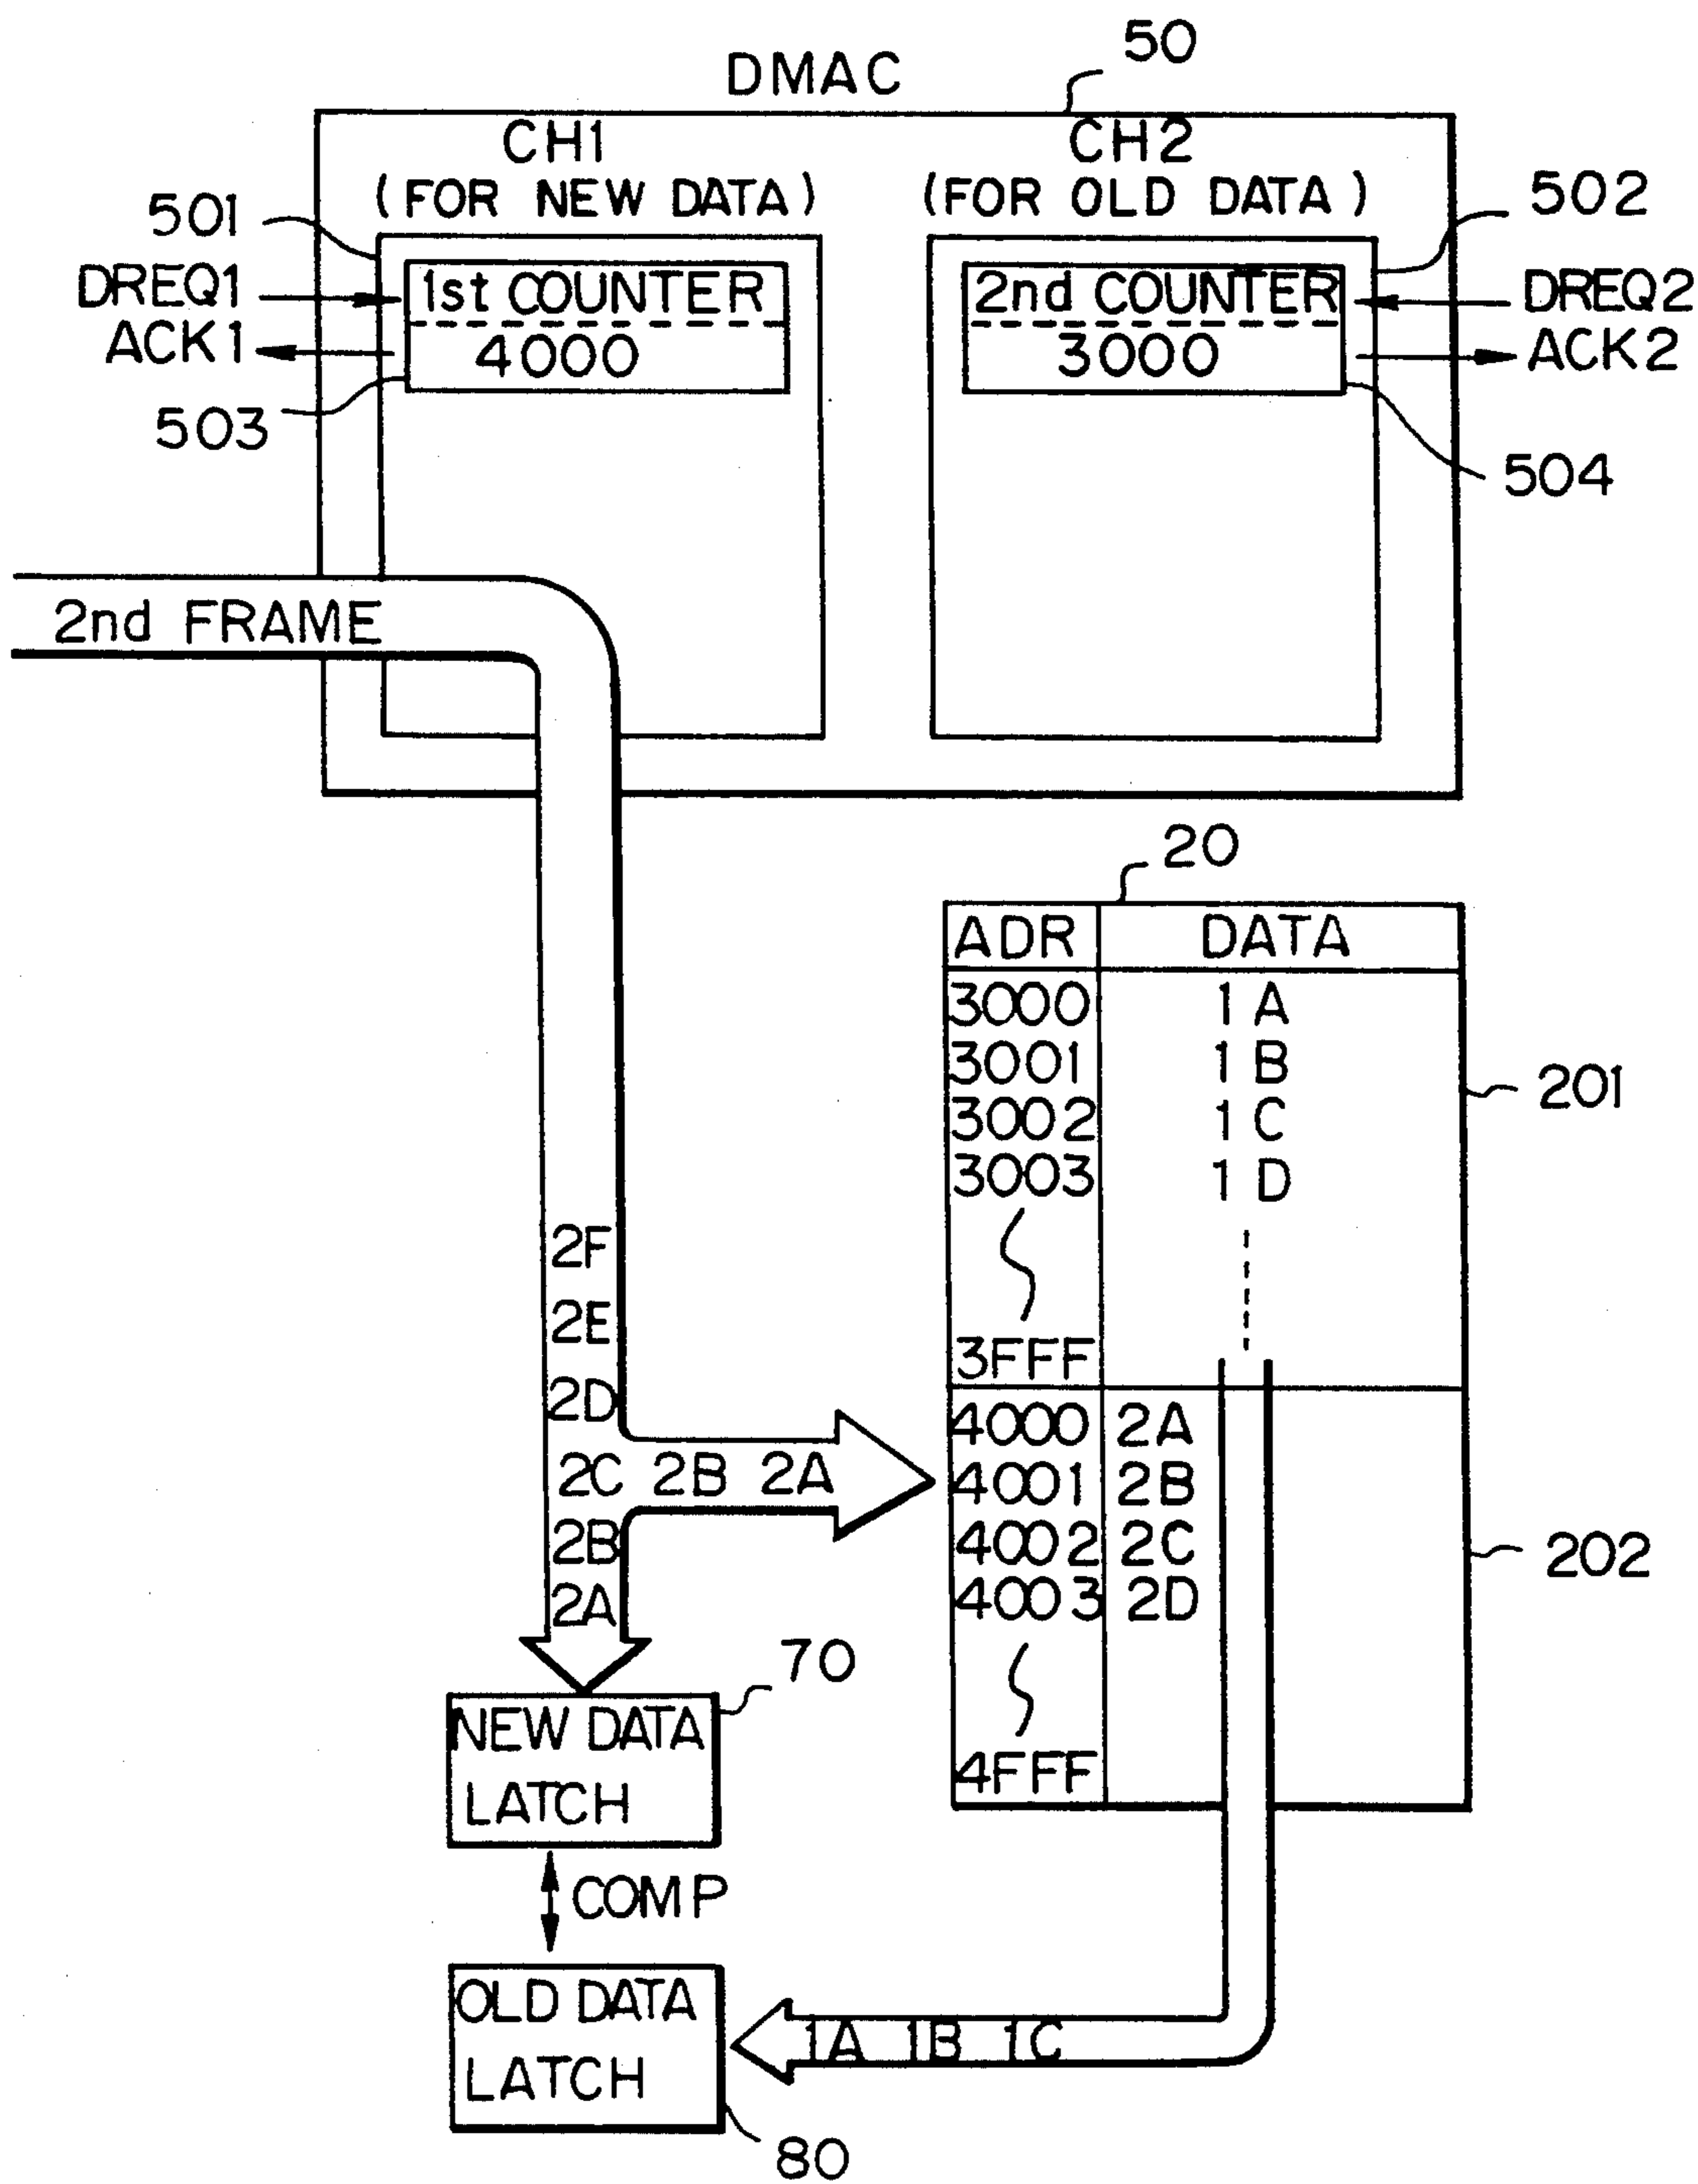 DMAC
50
CH1
(FOR NEW DATA)
CH2
(FOR OLD DATA)
501
502
DREQ1
ACK1
1st COUNTER
4000
2nd COUNTER
3000
DREQ2
ACK2
503
504
2nd FRAME
20
ADR DATA
3000 1A
3001 1B
3002 1C
3003 1D
3FFF
201
4000 2A
4001 2B
4002 2C
4003 2D
4FFF
202
2F
2E
2D
2C 2B 2A
2B
2A
70
NEW DATA
LATCH
COMP
OLD DATA
LATCH
1A 1B 1C
80